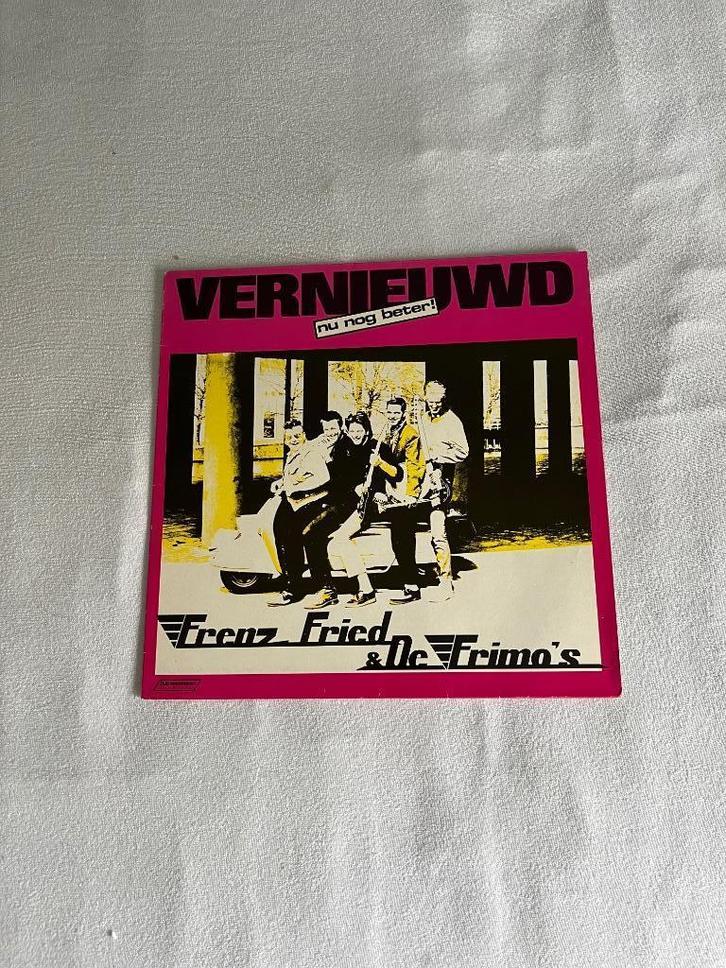 VERNIEUWD
nu nog beter!
Frenz Fried
& De Frimo's